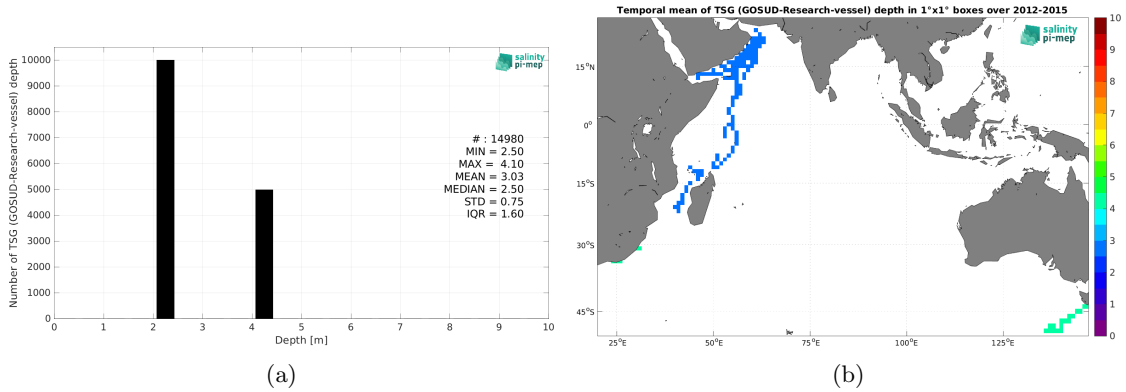 Number of TSG (GOSUD-Research-vessel) depth
10000
9000
8000
7000
6000
5000
4000
3000
2000
1000
0
0 1 2 3 4 5 6 7 8 9 10
Depth [m]
salinity
pi-mep
# : 14980
MIN = 2.50
MAX = 4.10
MEAN = 3.03
MEDIAN = 2.50
STD = 0.75
IQR = 1.60
(a)
Temporal mean of TSG (GOSUD-Research-vessel) depth in 1°x1° boxes over 2012-2015
salinity
pi-mep
15°N
0°
15°S
30°S
45°S
25°E 50°E 75°E 100°E 125°E
10
9
8
7
6
5
4
3
2
1
0
(b)